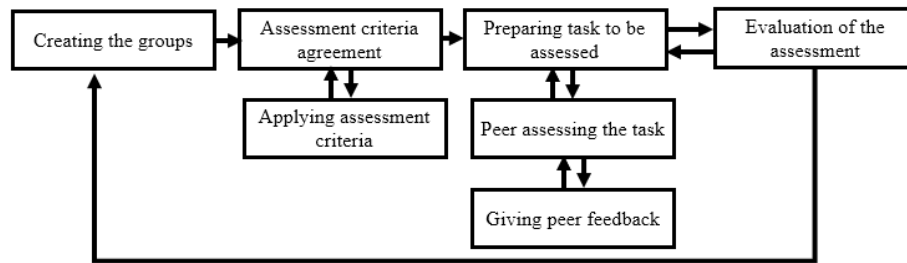 Creating the groups
Assessment criteria
agreement
Preparing task to be
assessed
Evaluation of the
assessment
Applying assessment
criteria
Peer assessing the task
Giving peer feedback